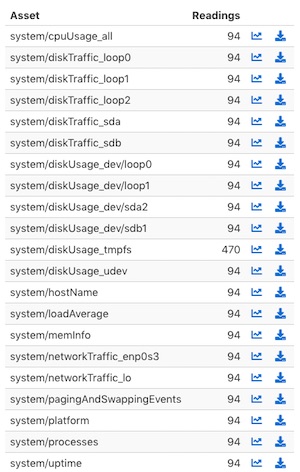 Asset Readings
system/cpuUsage_all 94
system/diskTraffic_loop0 94
system/diskTraffic_loop1 94
system/diskTraffic_loop2 94
system/diskTraffic_sda 94
system/diskTraffic_sdb 94
system/diskUsage_dev/loop0 94
system/diskUsage_dev/loop1 94
system/diskUsage_dev/sda2 94
system/diskUsage_dev/sdb1 94
system/diskUsage_tmpfs 470
system/diskUsage_udev 94
system/hostName 94
system/loadAverage 94
system/memInfo 94
system/networkTraffic_enp0s3 94
system/networkTraffic_lo 94
system/pagingAndSwappingEvents 94
system/platform 94
system/processes 94
system/uptime 94